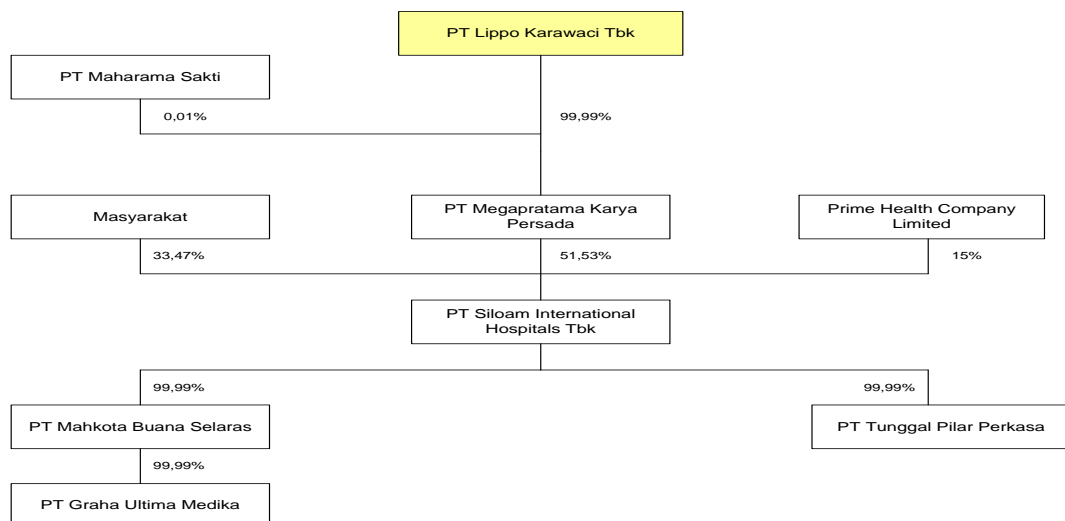 PT Lippo Karawaci Tbk
PT Maharama Sakti
0,01%
99,99%
Masyarakat
PT Megapratama Karya
Persada
Prime Health Company
Limited
33,47%
51,53%
15%
PT Siloam International
Hospitals Tbk
99,99%
99,99%
PT Mahkota Buana Selaras
PT Tunggal Pilar Perkasa
99,99%
PT Graha Ultima Medika